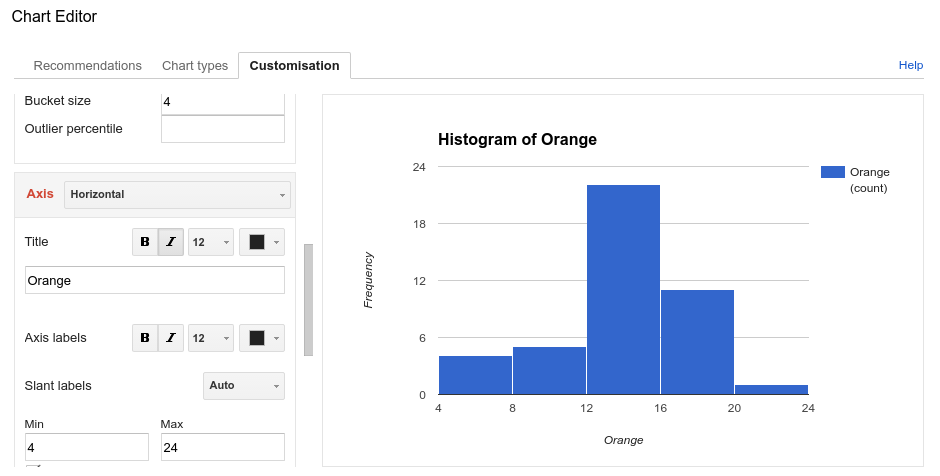 Chart Editor
Recommendations Chart types Customisation Help
Bucket size 4
Outlier percentile
Axis Horizontal
Title B I 12
Orange
Axis labels B I 12
Slant labels Auto
Min Max
4 24
Histogram of Orange
Orange
(count)
Frequency
24
18
12
6
0
4 8 12 16 20 24
Orange